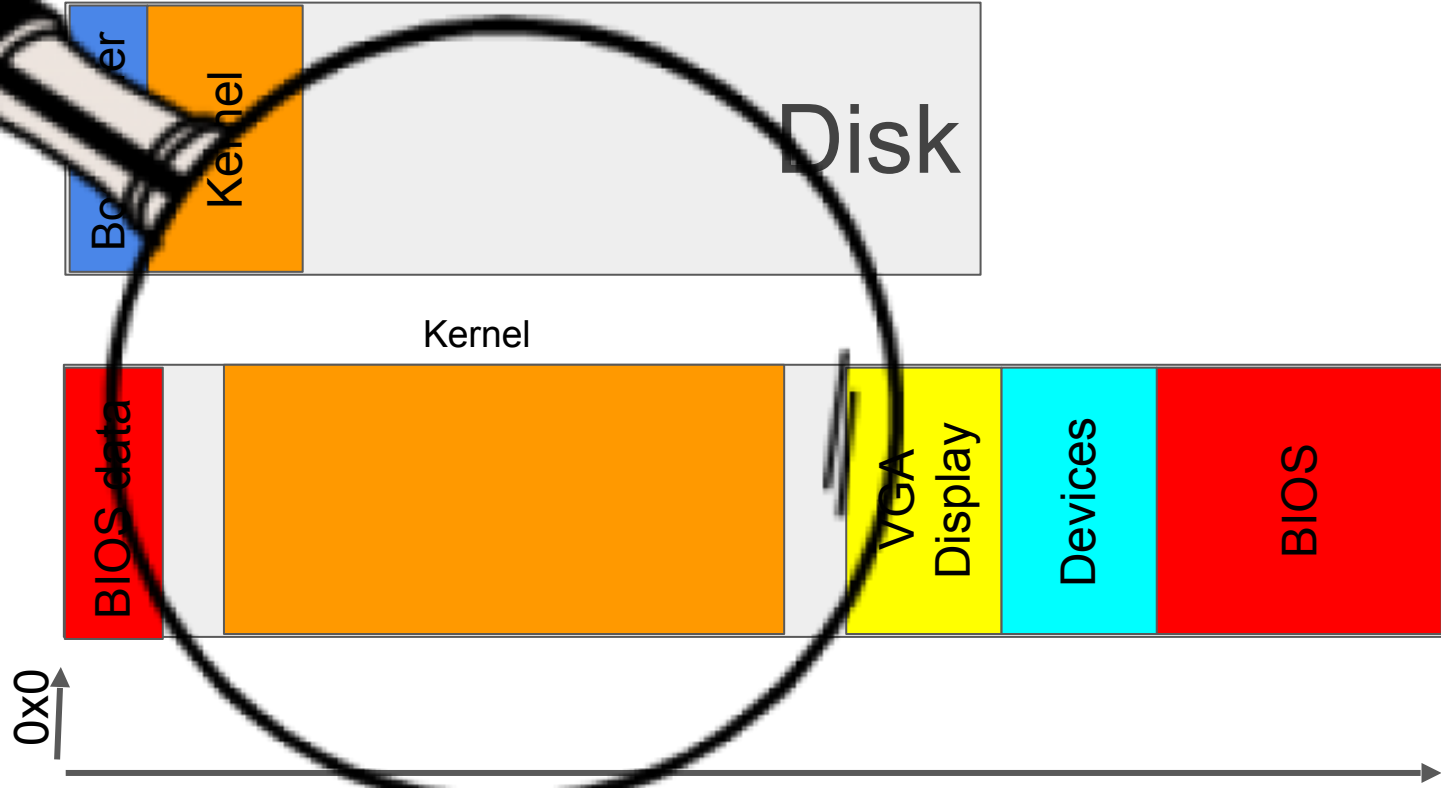 Kernel
Disk
Kernel
BIOS data
VGA
Display
Devices
BIOS
0x0